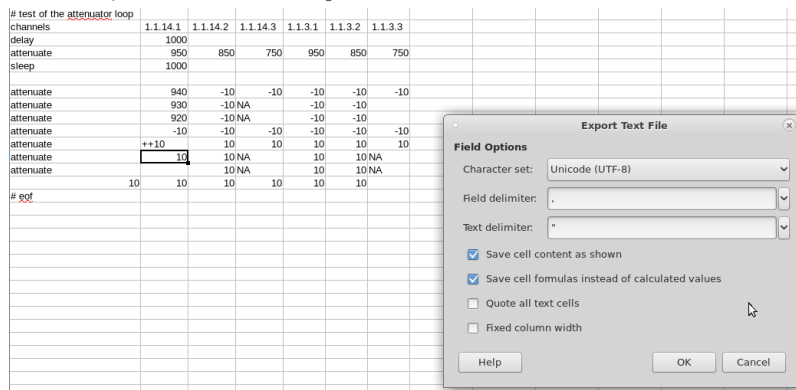 # test of the attenuator loop
channels 1.1.14.1 1.1.14.2 1.1.14.3 1.1.3.1 1.1.3.2 1.1.3.3
delay 1000
attenuate 950 850 750 950 850 750
sleep 1000
attenuate 940 -10 -10 -10 -10 -10
attenuate 930 -10 NA -10 -10
attenuate 920 -10 NA -10 -10
attenuate -10 -10 -10 -10 -10 -10
attenuate ++10 10 10 10 10 10
attenuate 10 10 NA 10 10 NA
attenuate 10 NA 10 10 NA
10 10 10 10 10 10
# eof
Export Text File
Field Options
Character set: Unicode (UTF-8)
Field delimiter: ,
Text delimiter: "
Save cell content as shown
Save cell formulas instead of calculated values
Quote all text cells
Fixed column width
Help OK Cancel